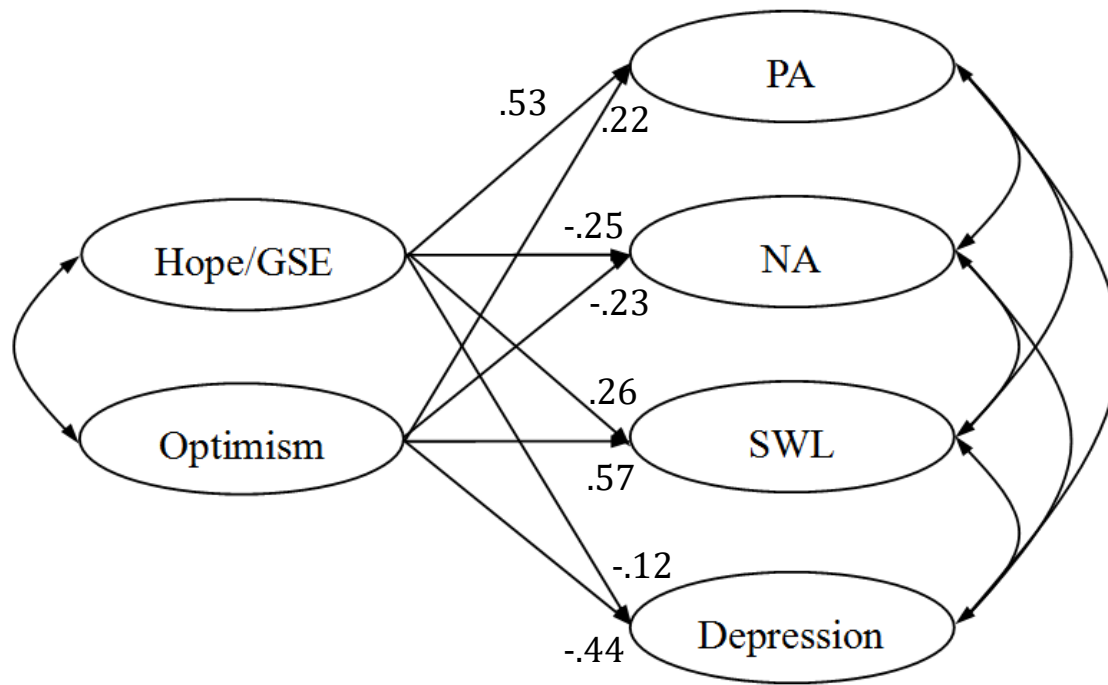 PA
.53
.22
-.25
Hope/GSE
NA
-.23
.26
Optimism
SWL
.57
-.12
Depression
-.44